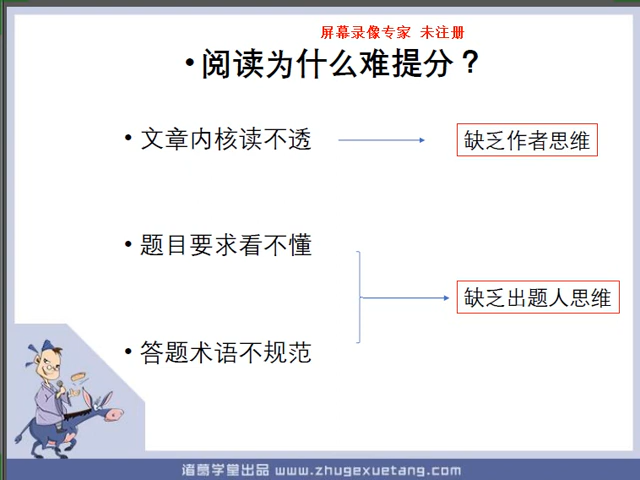 屏幕录像专家 未注册
•阅读为什么难提分？
• 文章内核读不透
缺乏作者思维
• 题目要求看不懂
缺乏出题人思维
• 答题术语不规范
诸葛学堂出品 www.zhugexuetang.com